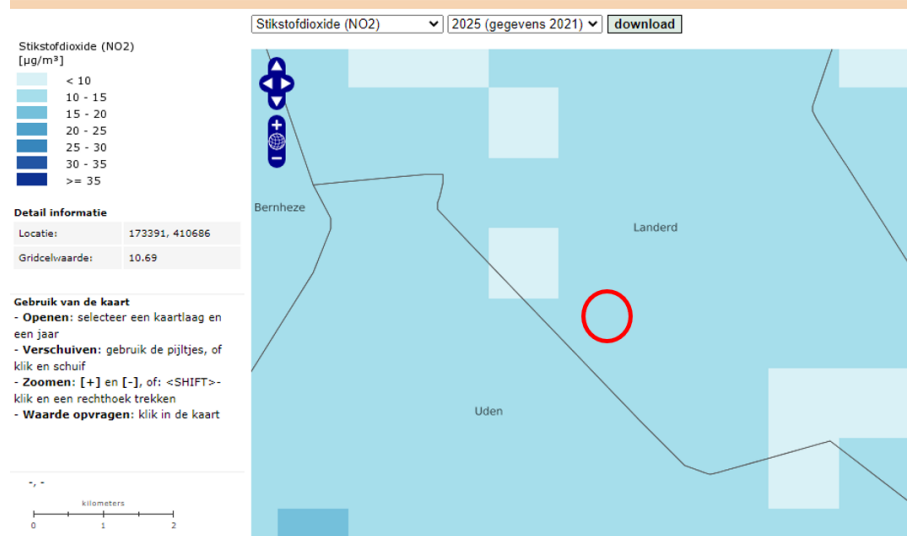 Stikstofdioxide (NO2) 2025 (gegevens 2021) download
Stikstofdioxide (NO2)
[µg/m³]
< 10
10 - 15
15 - 20
20 - 25
25 - 30
30 - 35
>= 35
Detail informatie
Locatie: 173391, 410686
Gridcelwaarde: 10.69
Gebruik van de kaart
- Openen: selecteer een kaartlaag en
een jaar
- Verschuiven: gebruik de pijltjes, of
klik en schuif
- Zoomen: [+] en [-], of: <SHIFT>-
klik en een rechthoek trekken
- Waarde opvragen: klik in de kaart
-, -
kilometers
0 1 2
Bernheze
Landerd
Uden